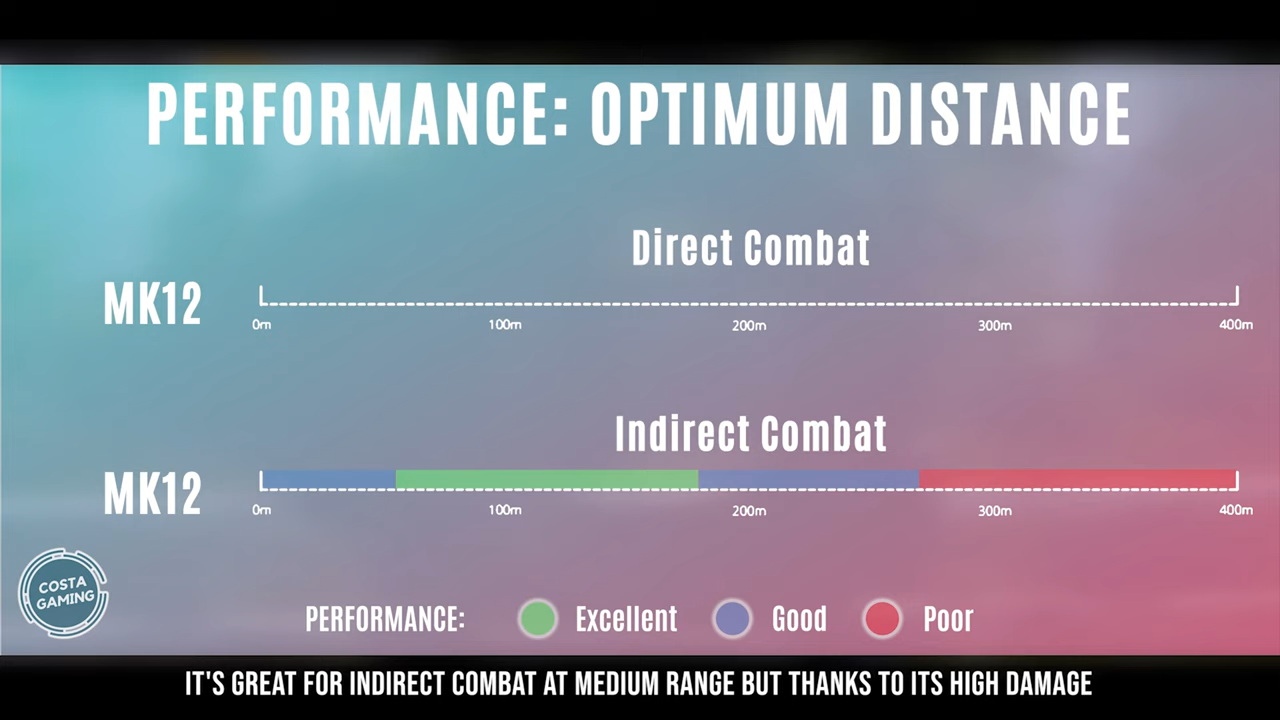 PERFORMANCE: OPTIMUM DISTANCE
Direct Combat
MK12
0m 100m 200m 300m 400m
Indirect Combat
MK12
0m 100m 200m 300m 400m
COSTA
GAMING
PERFORMANCE: Excellent Good Poor
IT'S GREAT FOR INDIRECT COMBAT AT MEDIUM RANGE BUT THANKS TO ITS HIGH DAMAGE